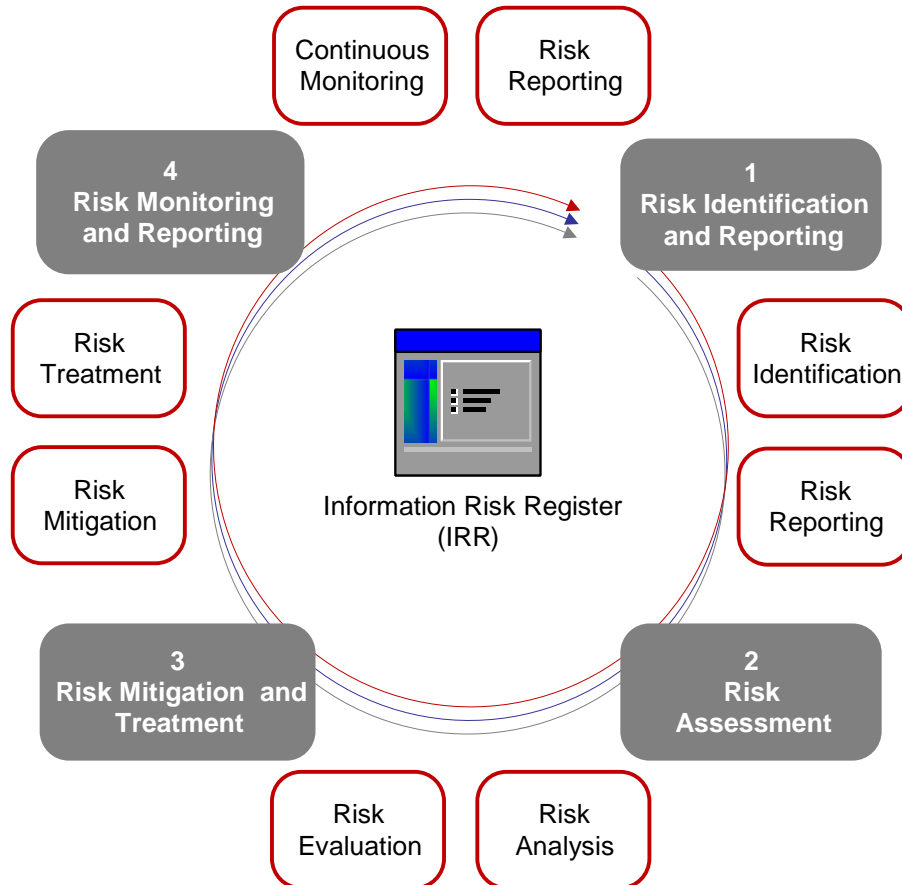 Continuous
Monitoring
Risk
Reporting
4
Risk Monitoring
and Reporting
1
Risk Identification
and Reporting
Risk
Treatment
Risk
Identification
Risk
Mitigation
Information Risk Register
(IRR)
Risk
Reporting
3
Risk Mitigation and
Treatment
2
Risk
Assessment
Risk
Evaluation
Risk
Analysis